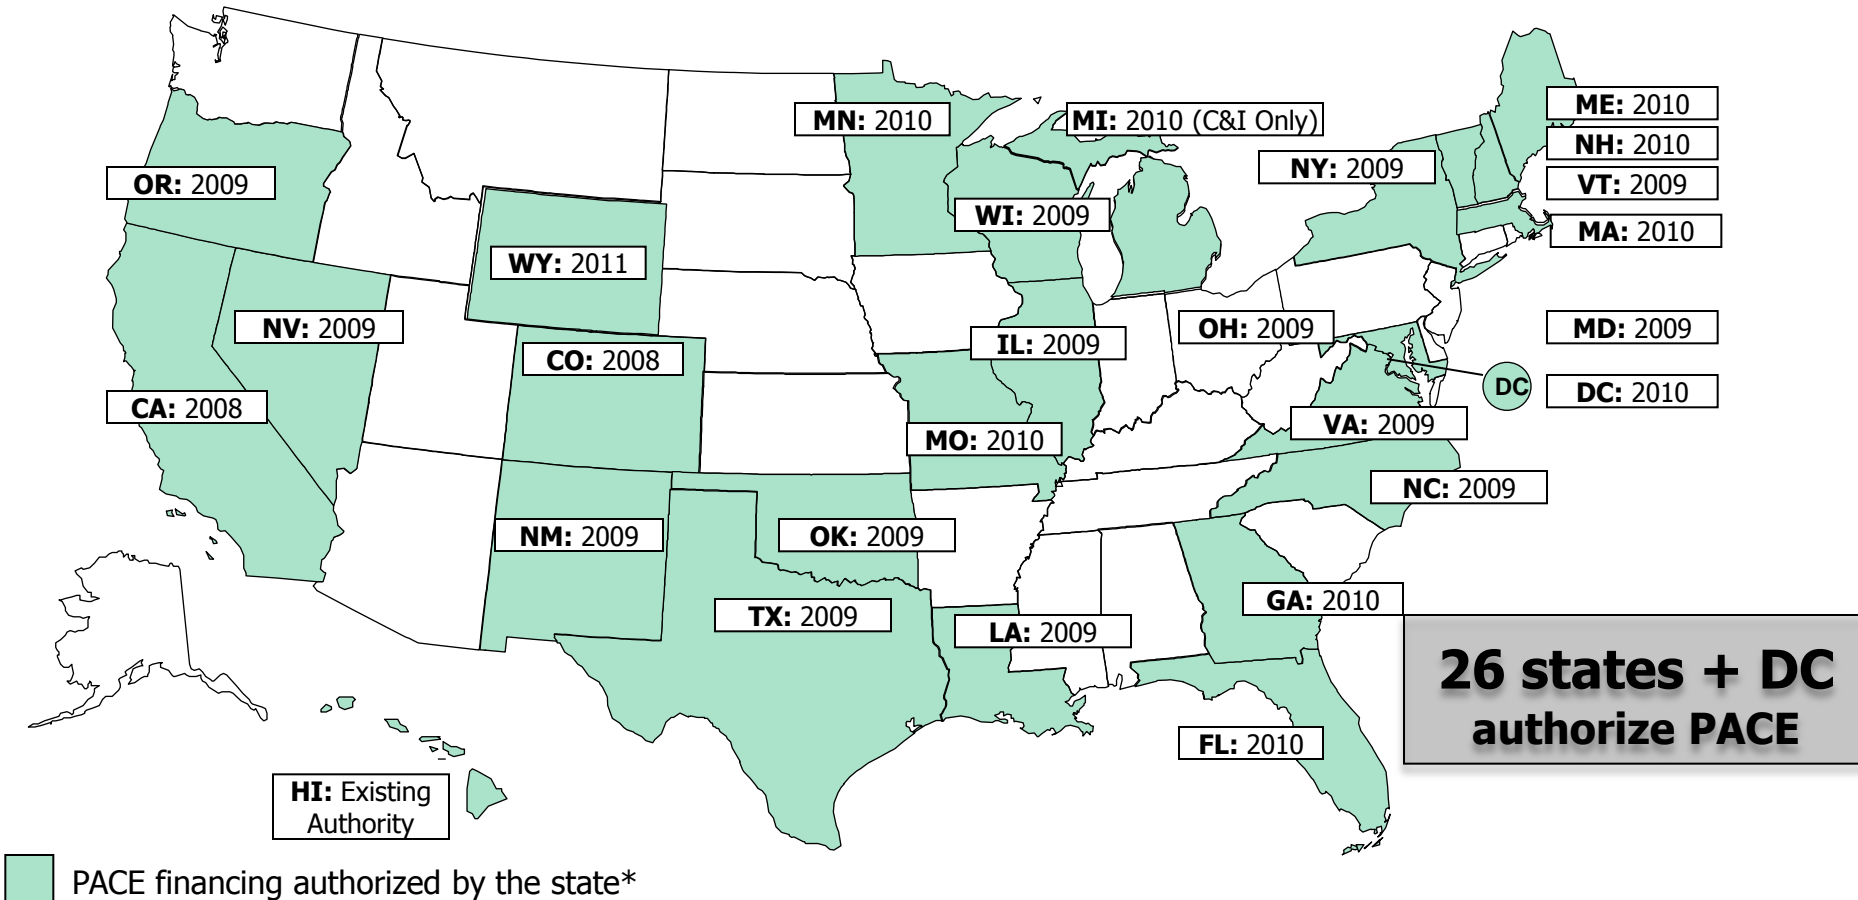 MN: 2010
MI: 2010 (C&I Only)
ME: 2010
NH: 2010
NY: 2009
OR: 2009
VT: 2009
WI: 2009
MA: 2010
WY: 2011
NV: 2009
OH: 2009
MD: 2009
IL: 2009
CO: 2008
DC
DC: 2010
CA: 2008
VA: 2009
MO: 2010
NC: 2009
NM: 2009
OK: 2009
GA: 2010
TX: 2009
LA: 2009
26 states + DC
authorize PACE
FL: 2010
HI: Existing
Authority
PACE financing authorized by the state*